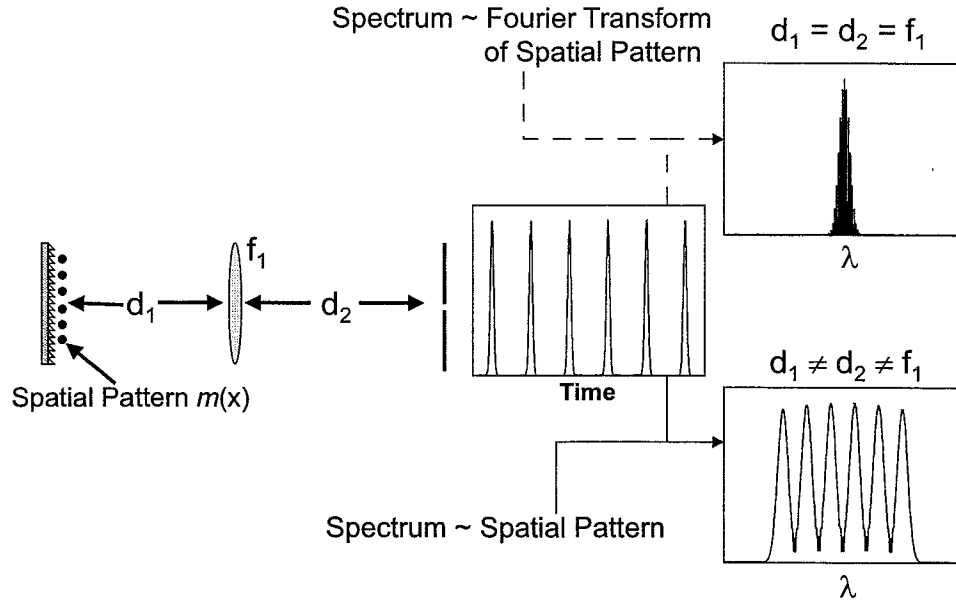 Spectrum ~ Fourier Transform
of Spatial Pattern
d₁ = d₂ = f₁
λ
f₁
d₁
d₂
Spatial Pattern m(x)
Time
d₁ ≠ d₂ ≠ f₁
Spectrum ~ Spatial Pattern
λ